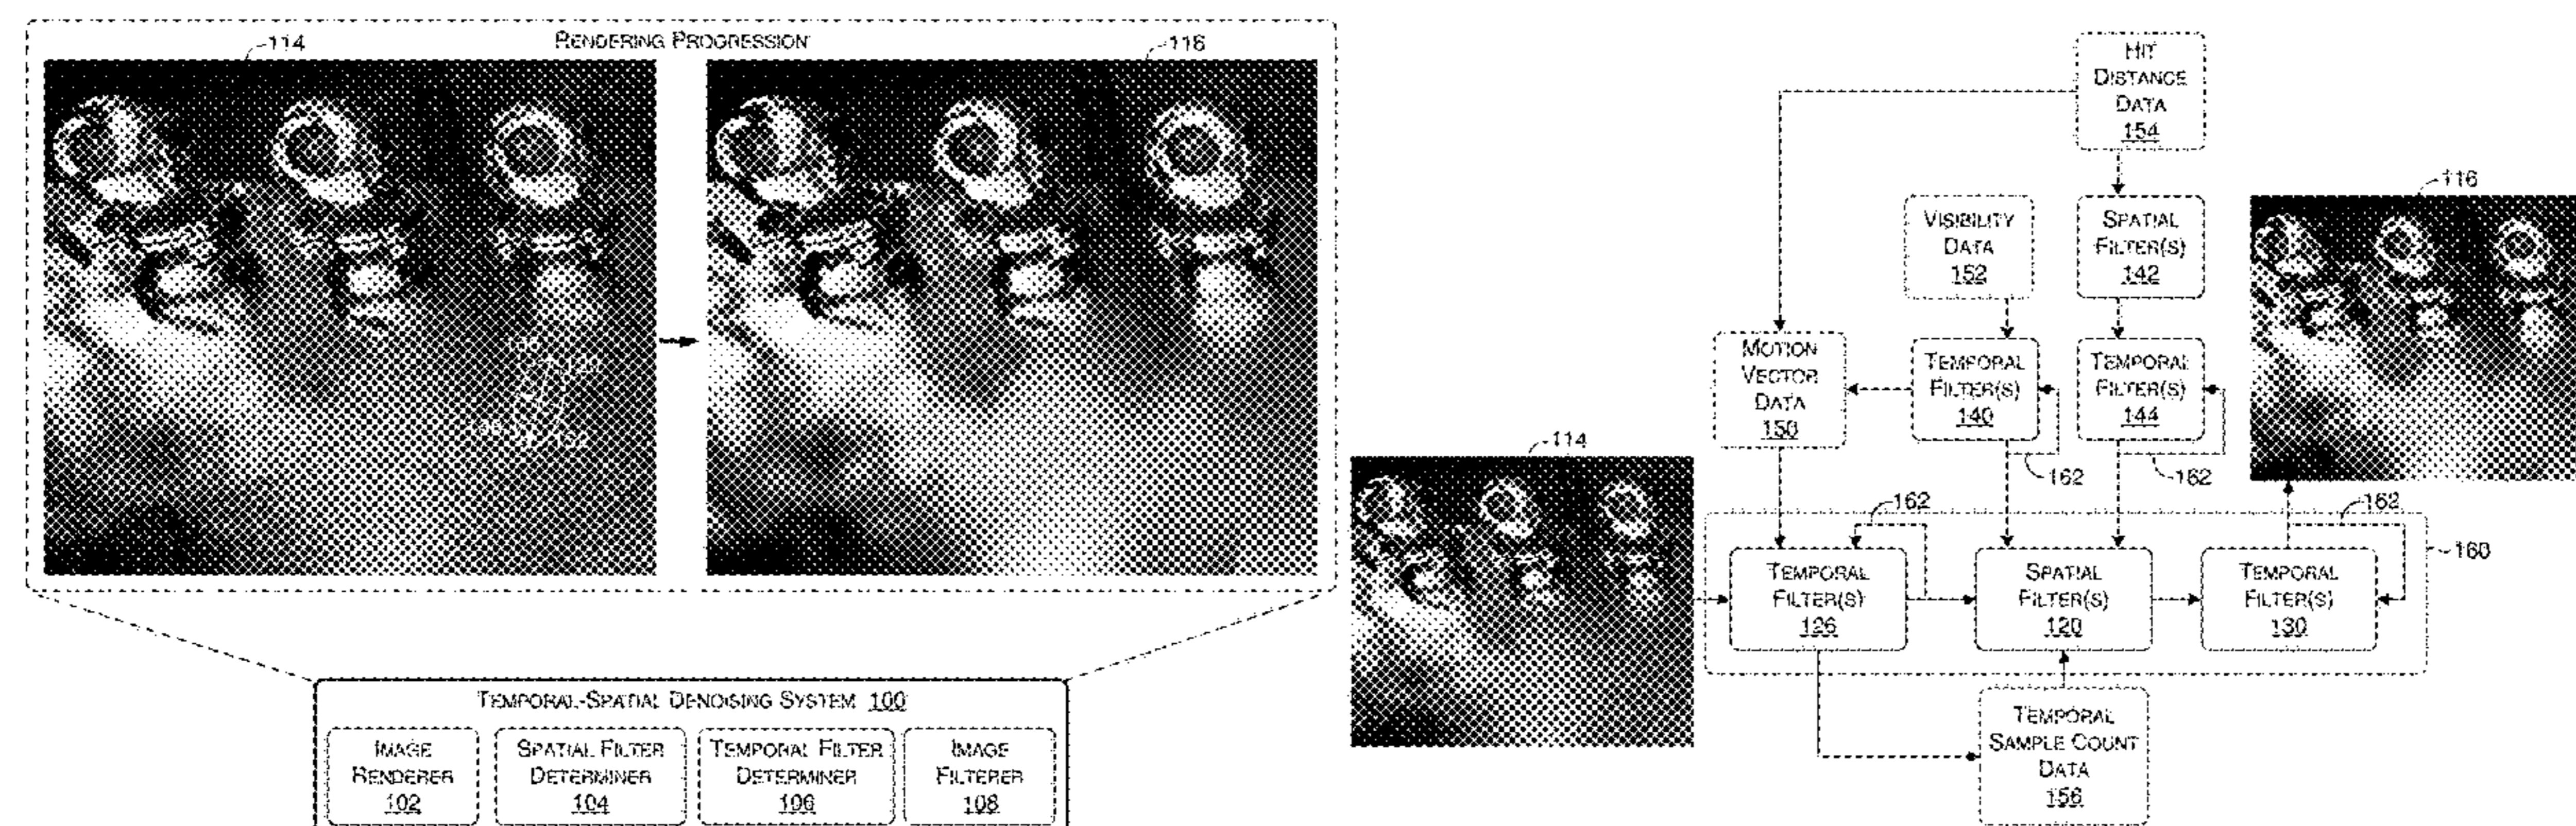 RENDERING PROGRESSION
114
116
TEMPORAL-SPATIAL DENOISING SYSTEM 100
IMAGE
RENDERER
102
SPATIAL FILTER
DETERMINER
104
TEMPORAL FILTER
DETERMINER
106
IMAGE
FILTERER
108
HIT
DISTANCE
DATA
154
VISIBILITY
DATA
152
SPATIAL
FILTER(S)
142
116
MOTION
VECTOR
DATA
150
TEMPORAL
FILTER(S)
140
TEMPORAL
FILTER(S)
144
114
162
162
162
162
160
TEMPORAL
FILTER(S)
126
SPATIAL
FILTER(S)
120
TEMPORAL
FILTER(S)
130
TEMPORAL
SAMPLE COUNT
DATA
156